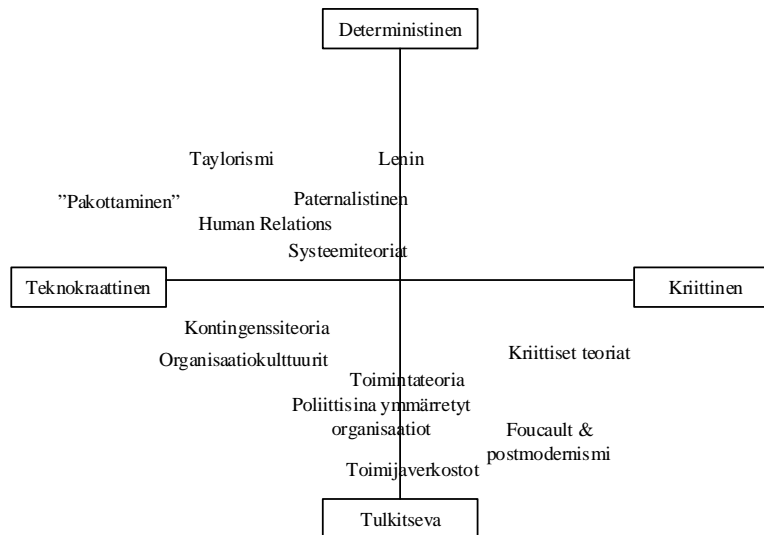 Deterministinen
Taylorismi
Lenin
”Pakottaminen”
Paternalistinen
Human Relations
Systeemiteoriat
Teknokraattinen
Kriittinen
Kontingenssiteoria
Organisaatiokulttuurit
Kriittiset teoriat
Toimintateoria
Poliittisina ymmärretyt
organisaatiot
Foucault &
postmodernismi
Toimijaverkostot
Tulkitseva